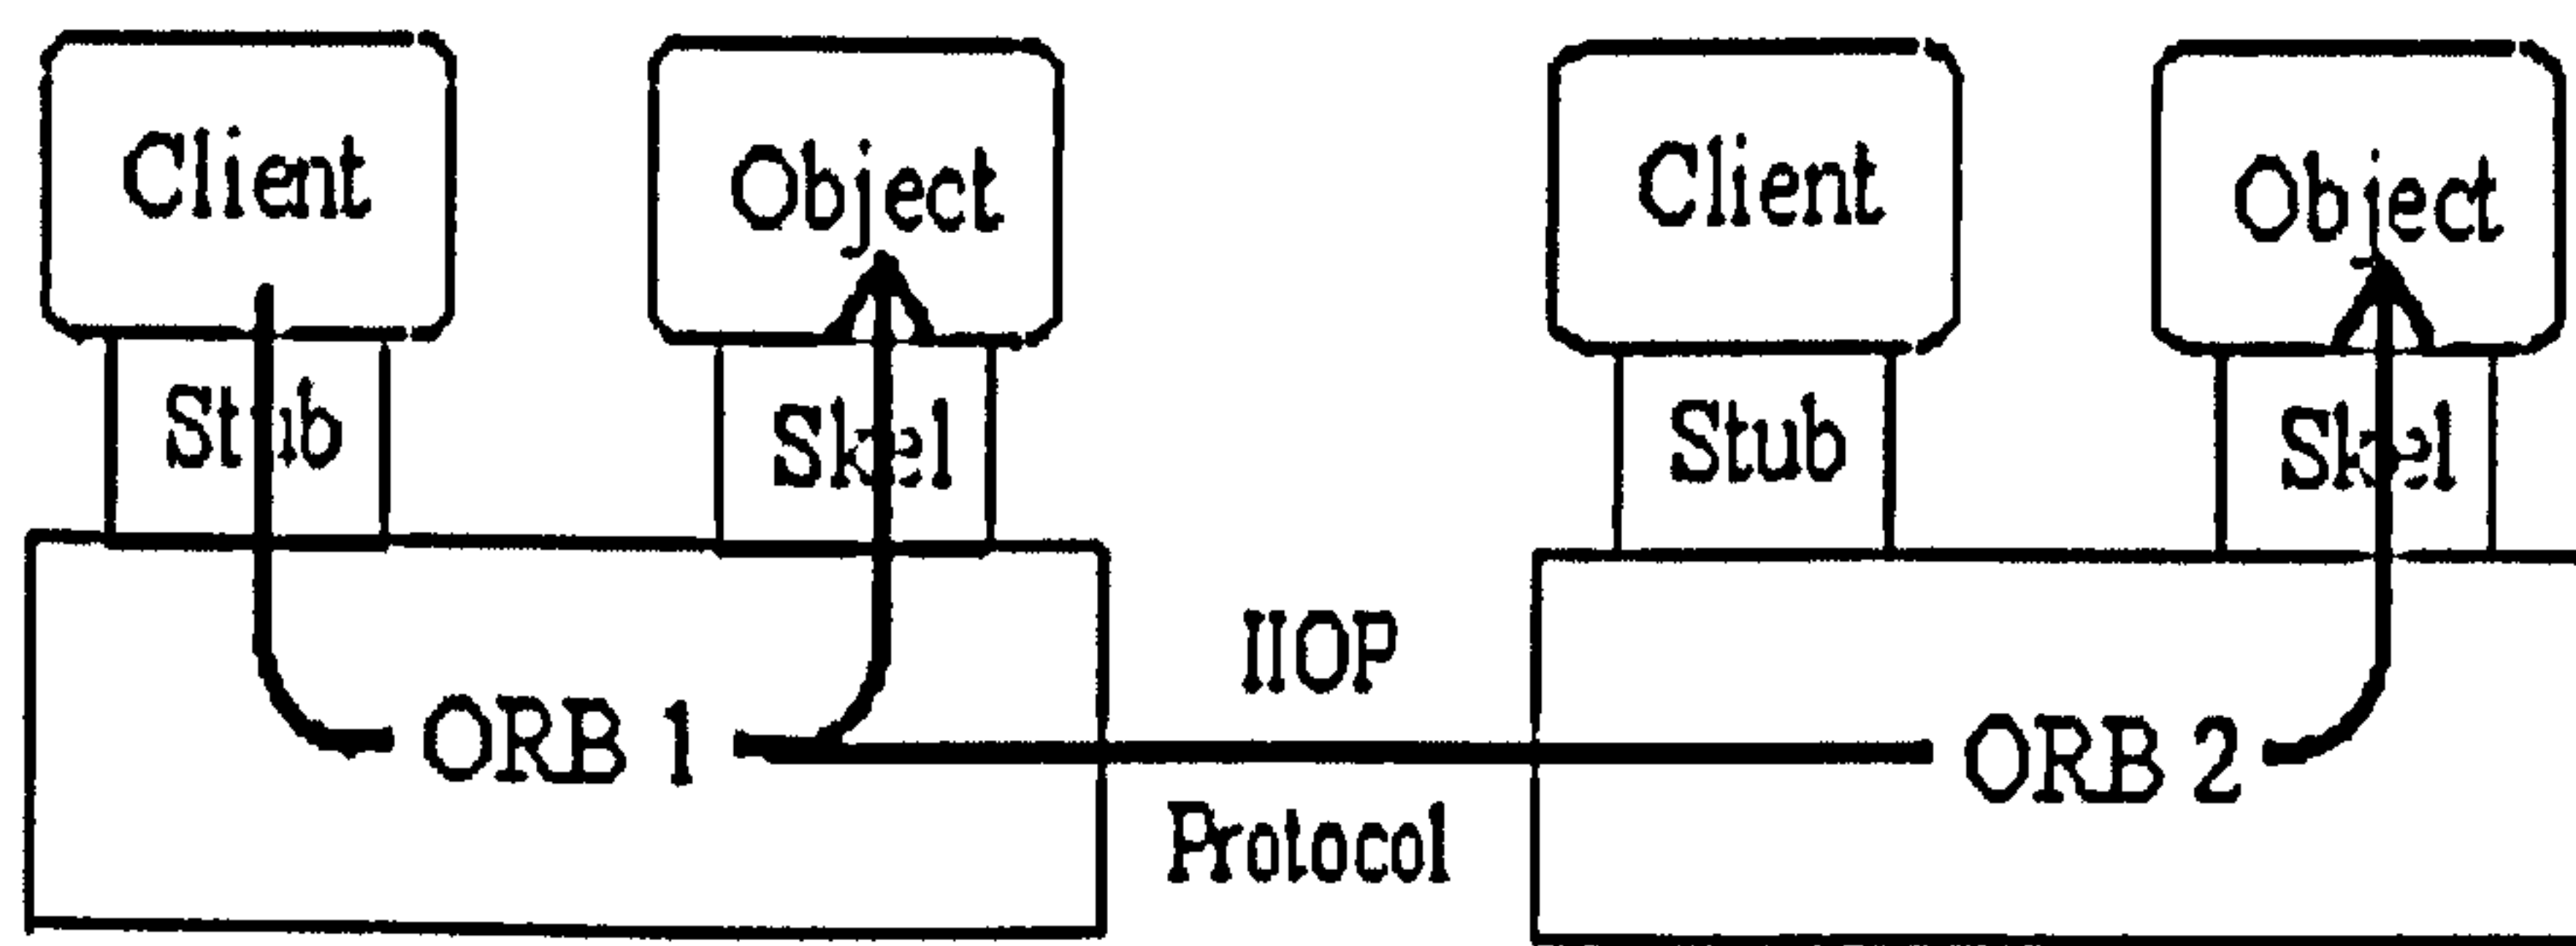 Client
Object
Client
Object
Stub
Skel
Stub
Skel
IIOP
ORB 1
ORB 2
Protocol